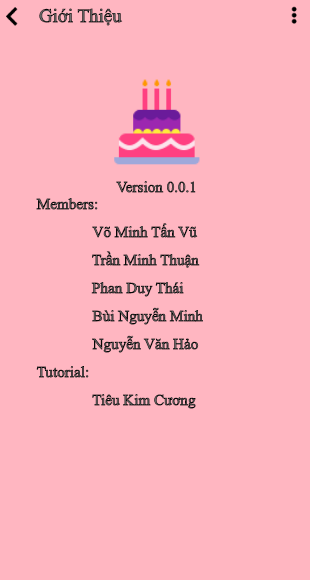 Giới Thiệu
Version 0.0.1
Members:
Võ Minh Tấn Vũ
Trần Minh Thuận
Phan Duy Thái
Bùi Nguyễn Minh
Nguyễn Văn Hảo
Tutorial:
Tiêu Kim Cương